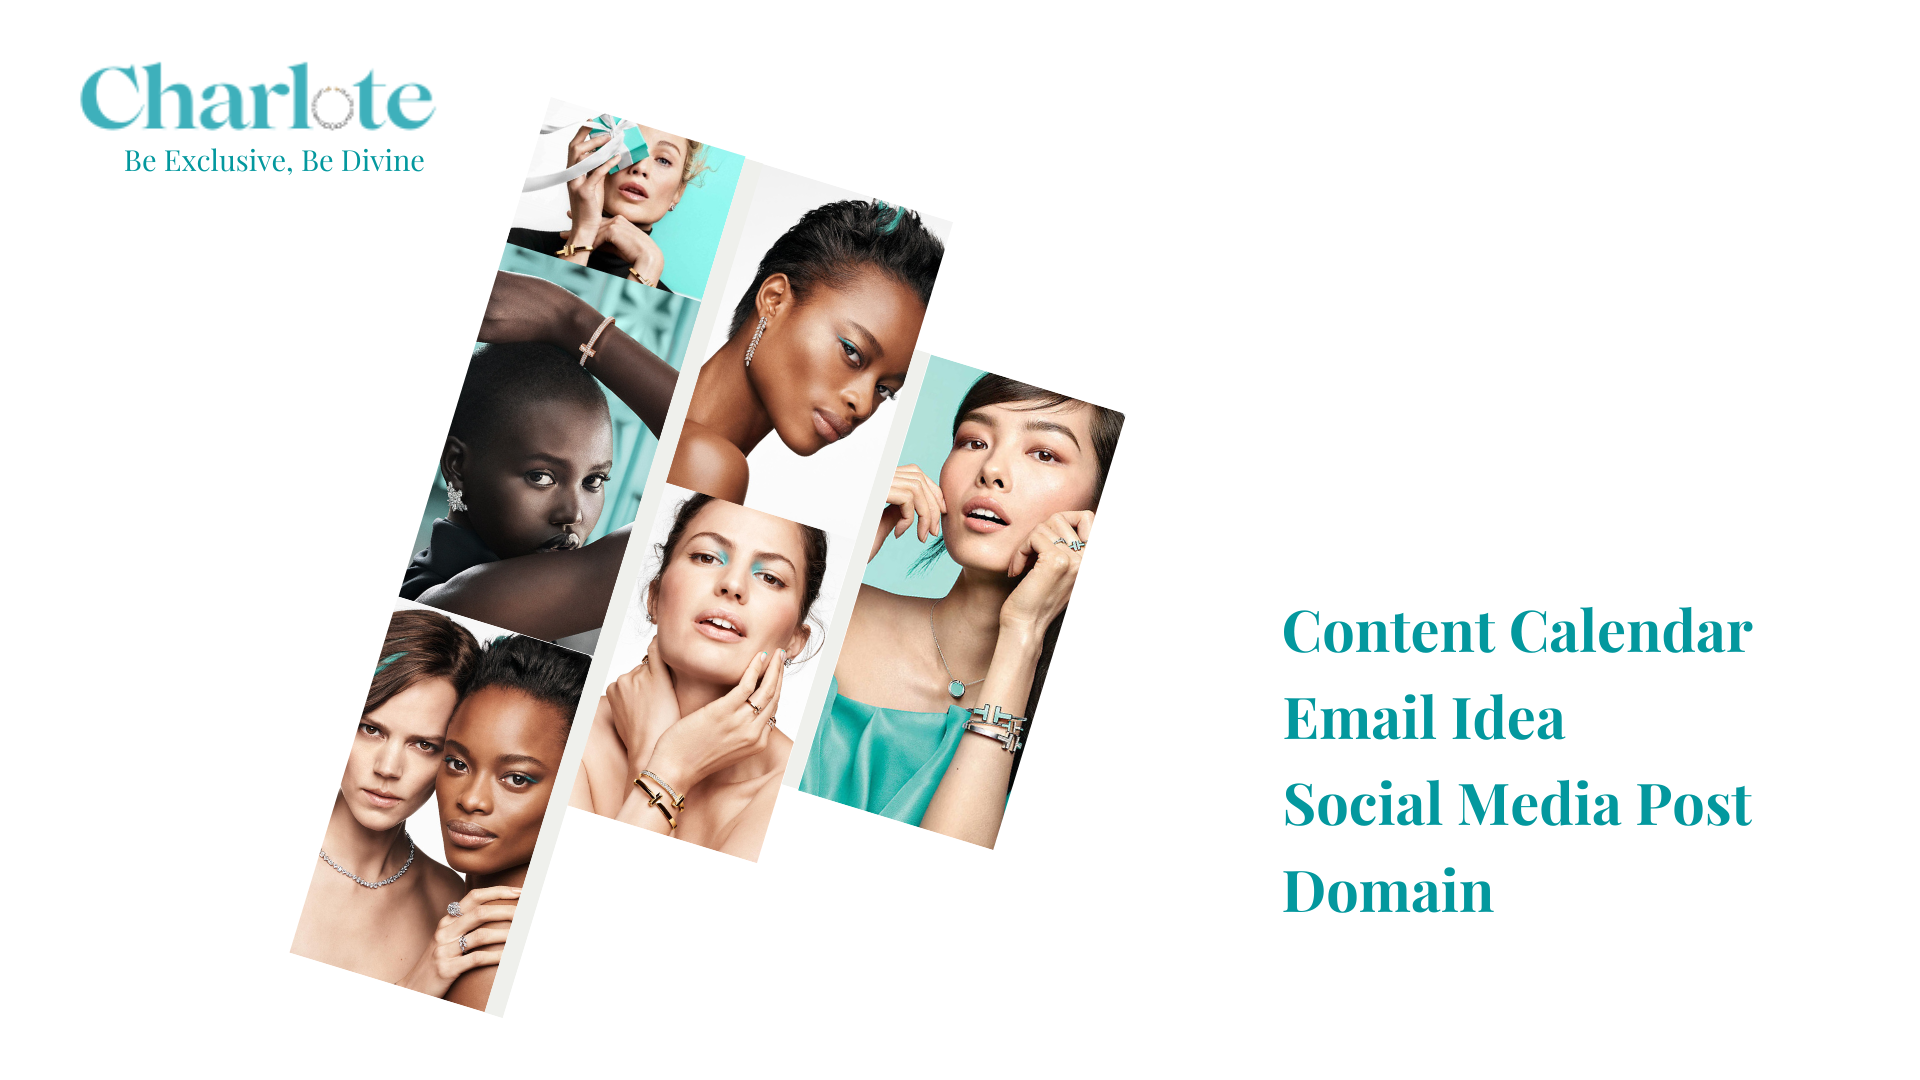 Charlote
Be Exclusive, Be Divine
Content Calendar
Email Idea
Social Media Post
Domain